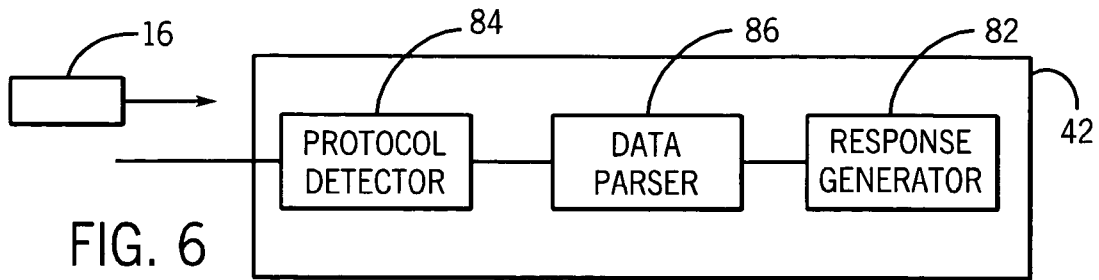 16
84
86
82
42
PROTOCOL
DETECTOR
DATA
PARSER
RESPONSE
GENERATOR
FIG. 6